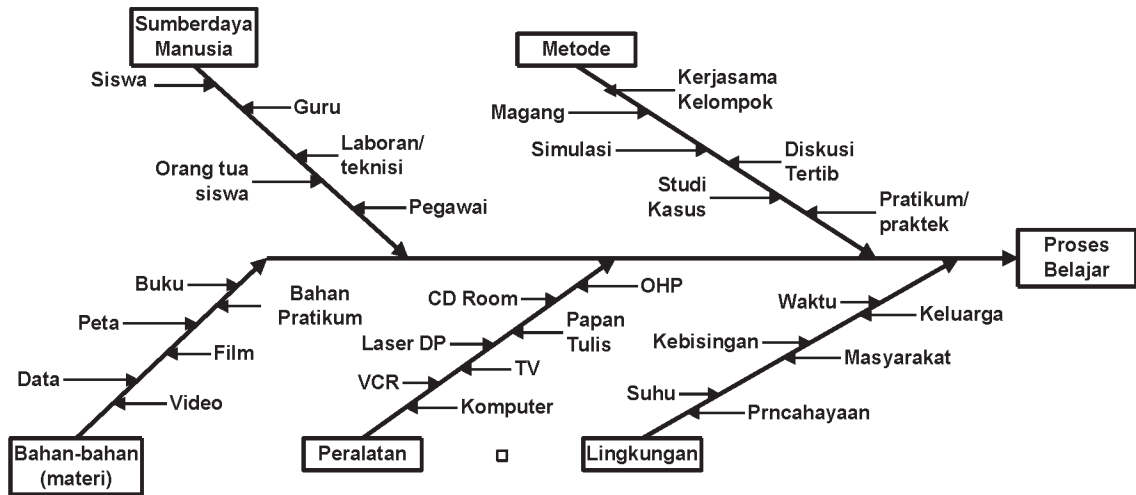 Sumberdaya
Manusia
Metode
Siswa
Kerjasama
Kelompok
Guru
Magang
Laboran/
teknisi
Simulasi
Diskusi
Tertib
Orang tua
siswa
Studi
Kasus
Pegawai
Pratikum/
praktek
Proses
Belajar
Buku
Bahan
Pratikum
CD Room
OHP
Waktu
Keluarga
Peta
Papan
Tulis
Laser DP
Kebisingan
Film
Masyarakat
Data
TV
VCR
Suhu
Video
Komputer
Prncahayaan
Bahan-bahan
(materi)
Peralatan
Lingkungan